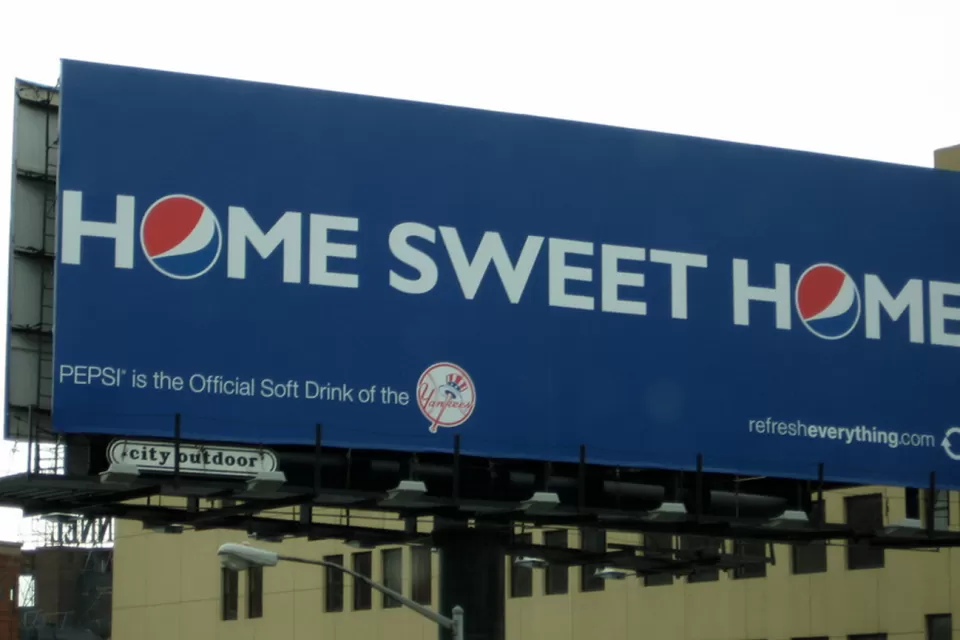 HOME SWEET HOME
PEPSI® is the Official Soft Drink of the Yankees
refresheverything.com
city outdoor